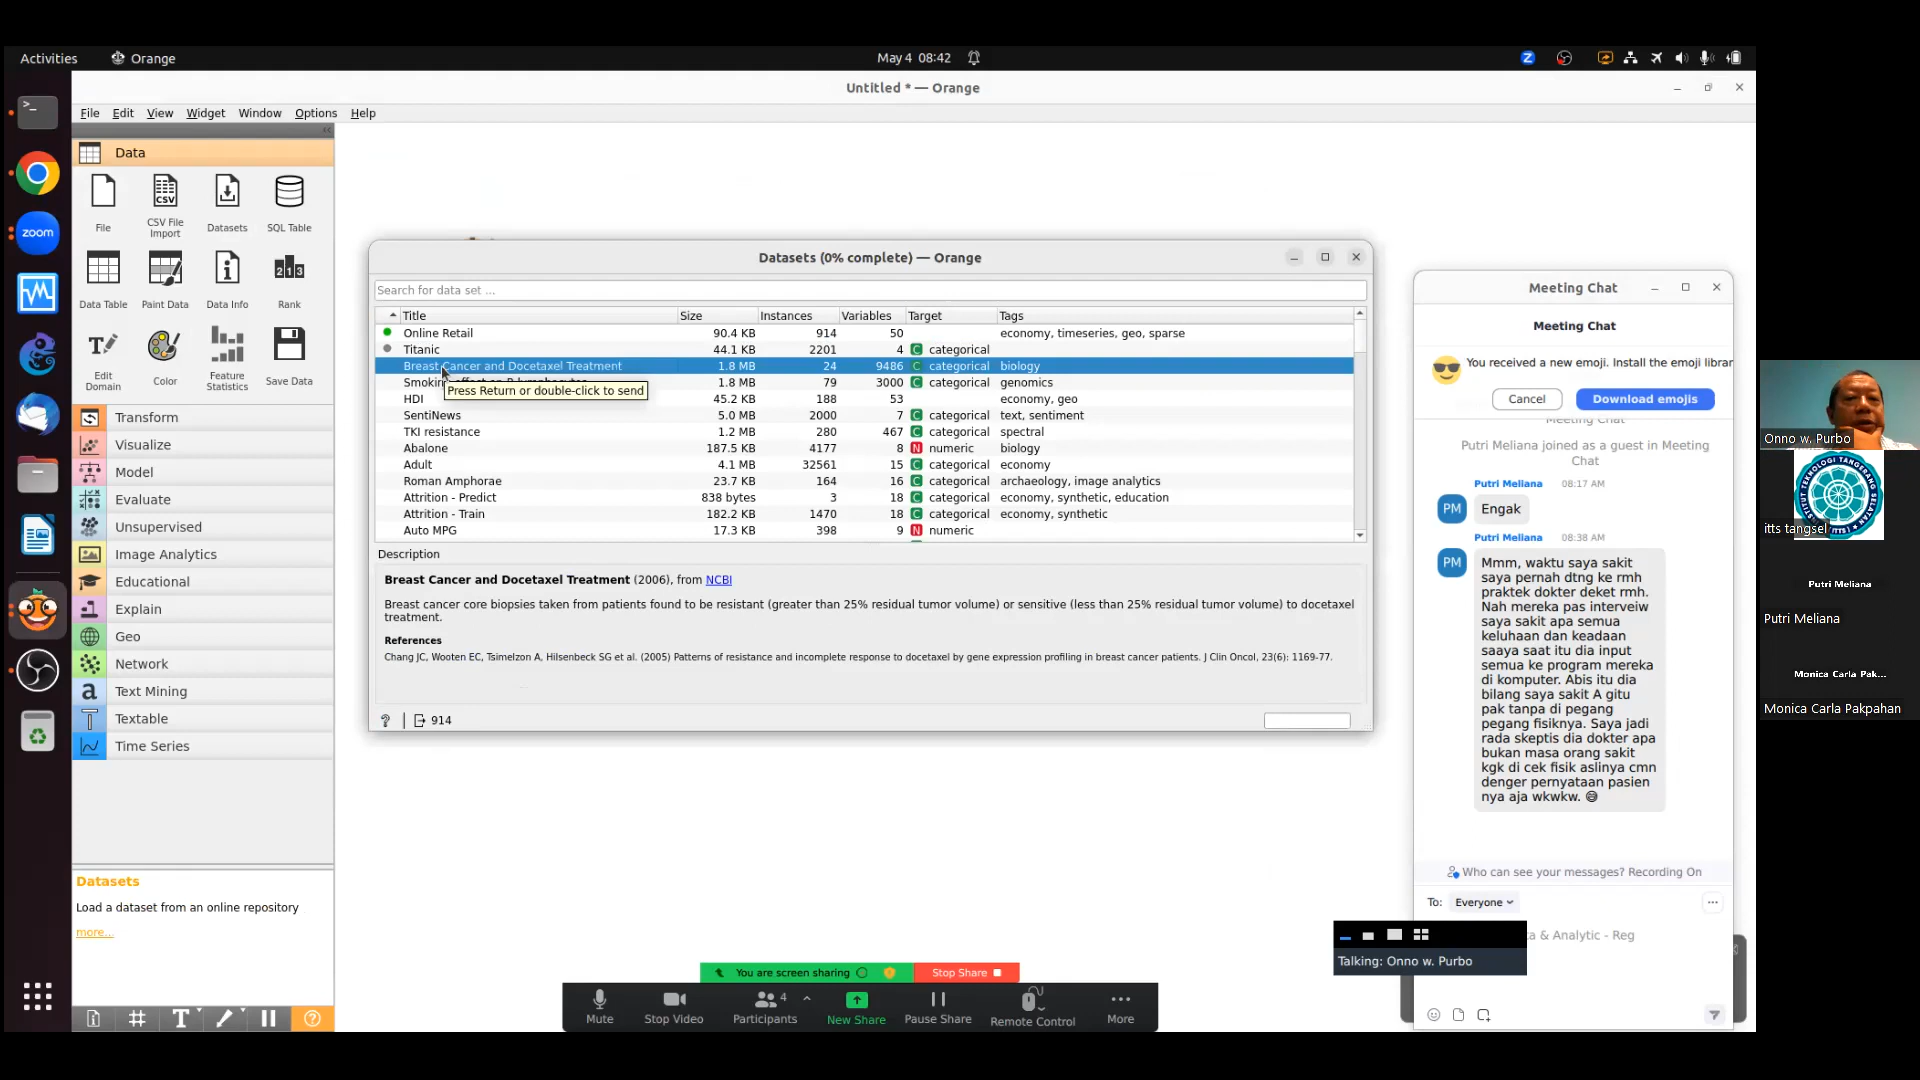 Activities
Orange
May 4 08:42
Untitled * — Orange
File Edit View Widget Window Options Help
Data
File
CSV File Import
Datasets
SQL Table
Data Table
Paint Data
Data Info
Rank
Edit Domain
Color
Feature Statistics
Save Data
Transform
Visualize
Model
Evaluate
Unsupervised
Image Analytics
Educational
Explain
Geo
Network
Text Mining
Textable
Time Series
Datasets
Load a dataset from an online repository
more...
zoom
Datasets (0% complete) — Orange
Search for data set ...
Title Size Instances Variables Target Tags
Online Retail 90.4 KB 914 50 economy, timeseries, geo, sparse
Titanic 44.1 KB 2201 4 C categorical
Breast Cancer and Docetaxel Treatment 1.8 MB 24 9486 C categorical biology
1.8 MB 79 3000 C categorical genomics
Press Return or double-click to send
HDI 45.2 KB 188 53 economy, geo
SentiNews 5.0 MB 2000 7 C categorical text, sentiment
TKI resistance 1.2 MB 280 467 C categorical spectral
Abalone 187.5 KB 4177 8 N numeric biology
Adult 4.1 MB 32561 15 C categorical economy
Roman Amphorae 23.7 KB 164 16 C categorical archaeology, image analytics
Attrition - Predict 838 bytes 3 18 C categorical economy, synthetic, education
Attrition - Train 182.2 KB 1470 18 C categorical economy, synthetic
Auto MPG 17.3 KB 398 9 N numeric
Description
Breast Cancer and Docetaxel Treatment (2006), from NCBI
Breast cancer core biopsies taken from patients found to be resistant (greater than 25% residual tumor volume) or sensitive (less than 25% residual tumor volume) to docetaxel
treatment.
References
Chang JC, Wooten EC, Tsimelzon A, Hilsenbeck SG et al. (2005) Patterns of resistance and incomplete response to docetaxel by gene expression profiling in breast cancer patients. J Clin Oncol, 23(6): 1169-77.
? 914
Meeting Chat
Meeting Chat
You received a new emoji. Install the emoji librar
Cancel
Download emojis
Meeting Chat
Putri Meliana joined as a guest in Meeting
Chat
Putri Meliana 08:17 AM
PM Engak
Putri Meliana 08:38 AM
PM Mmm, waktu saya sakit
saya pernah dtng ke rmh
praktek dokter deket rmh.
Nah mereka pas interveiw
saya sakit apa semua
keluhaan dan keadaan
saaya saat itu dia input
semua ke program mereka
di komputer. Abis itu dia
bilang saya sakit A gitu
pak tanpa di pegang
pegang fisiknya. Saya jadi
rada skeptis dia dokter apa
bukan masa orang sakit
kgk di cek fisik aslinya cmn
denger pernyataan pasien
nya aja wkwkw. 😅
Who can see your messages? Recording On
To: Everyone
& Analytic - Reg
Talking: Onno w. Purbo
You are screen sharing
Stop Share
Mute
Stop Video
4
Participants
New Share
Pause Share
Remote Control
More
Onno w. Purbo
INSTITUT TEKNOLOGI TANGERANG SELATAN
itts tangsel
Putri Meliana
Putri Meliana
Monica Carla Pak...
Monica Carla Pakpahan